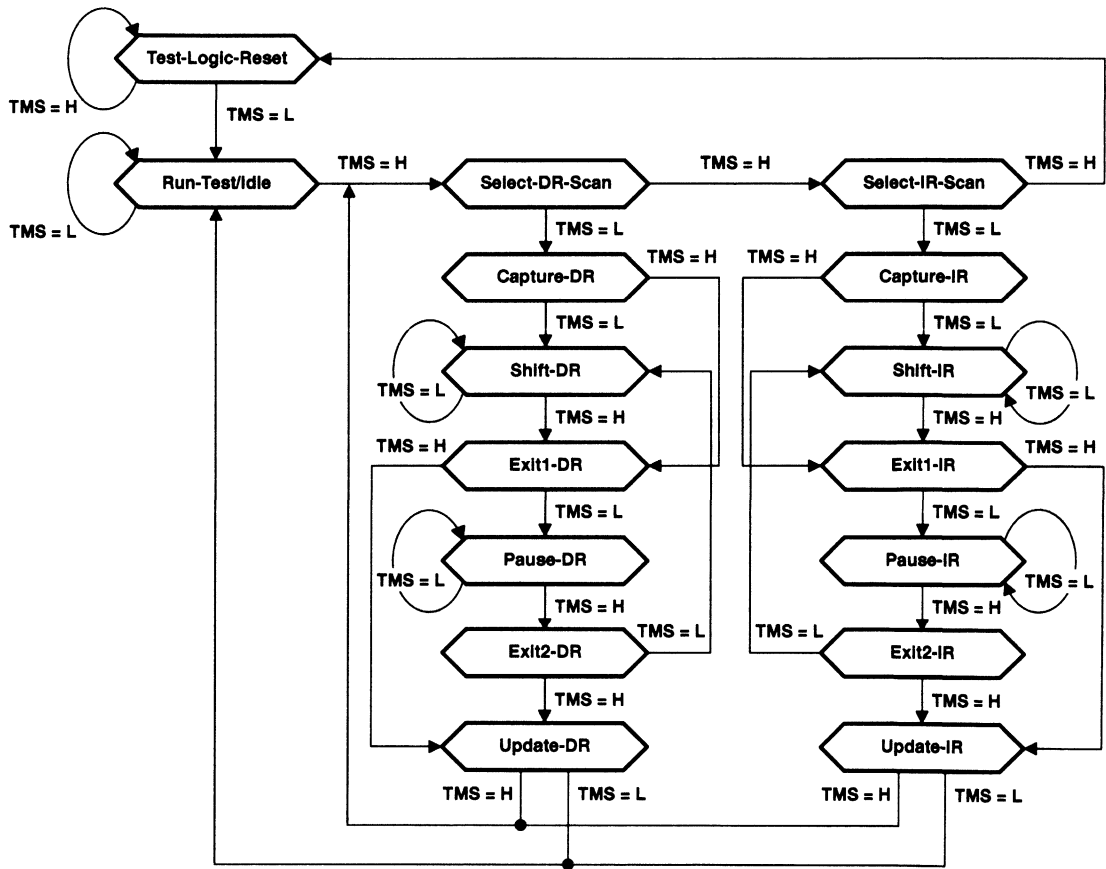 Test-Logic-Reset
TMS = H
TMS = L
Run-Test/Idle
TMS = L
TMS = H
Select-DR-Scan
TMS = H
Select-IR-Scan
TMS = H
TMS = L
TMS = L
Capture-DR
TMS = H
TMS = H
Capture-IR
TMS = L
TMS = L
Shift-DR
TMS = L
Shift-IR
TMS = L
TMS = H
TMS = H
TMS = H
Exit1-DR
Exit1-IR
TMS = H
TMS = L
TMS = L
Pause-DR
TMS = L
Pause-IR
TMS = L
TMS = H
TMS = H
Exit2-DR
TMS = L
TMS = L
Exit2-IR
TMS = H
TMS = H
Update-DR
Update-IR
TMS = H
TMS = L
TMS = H
TMS = L